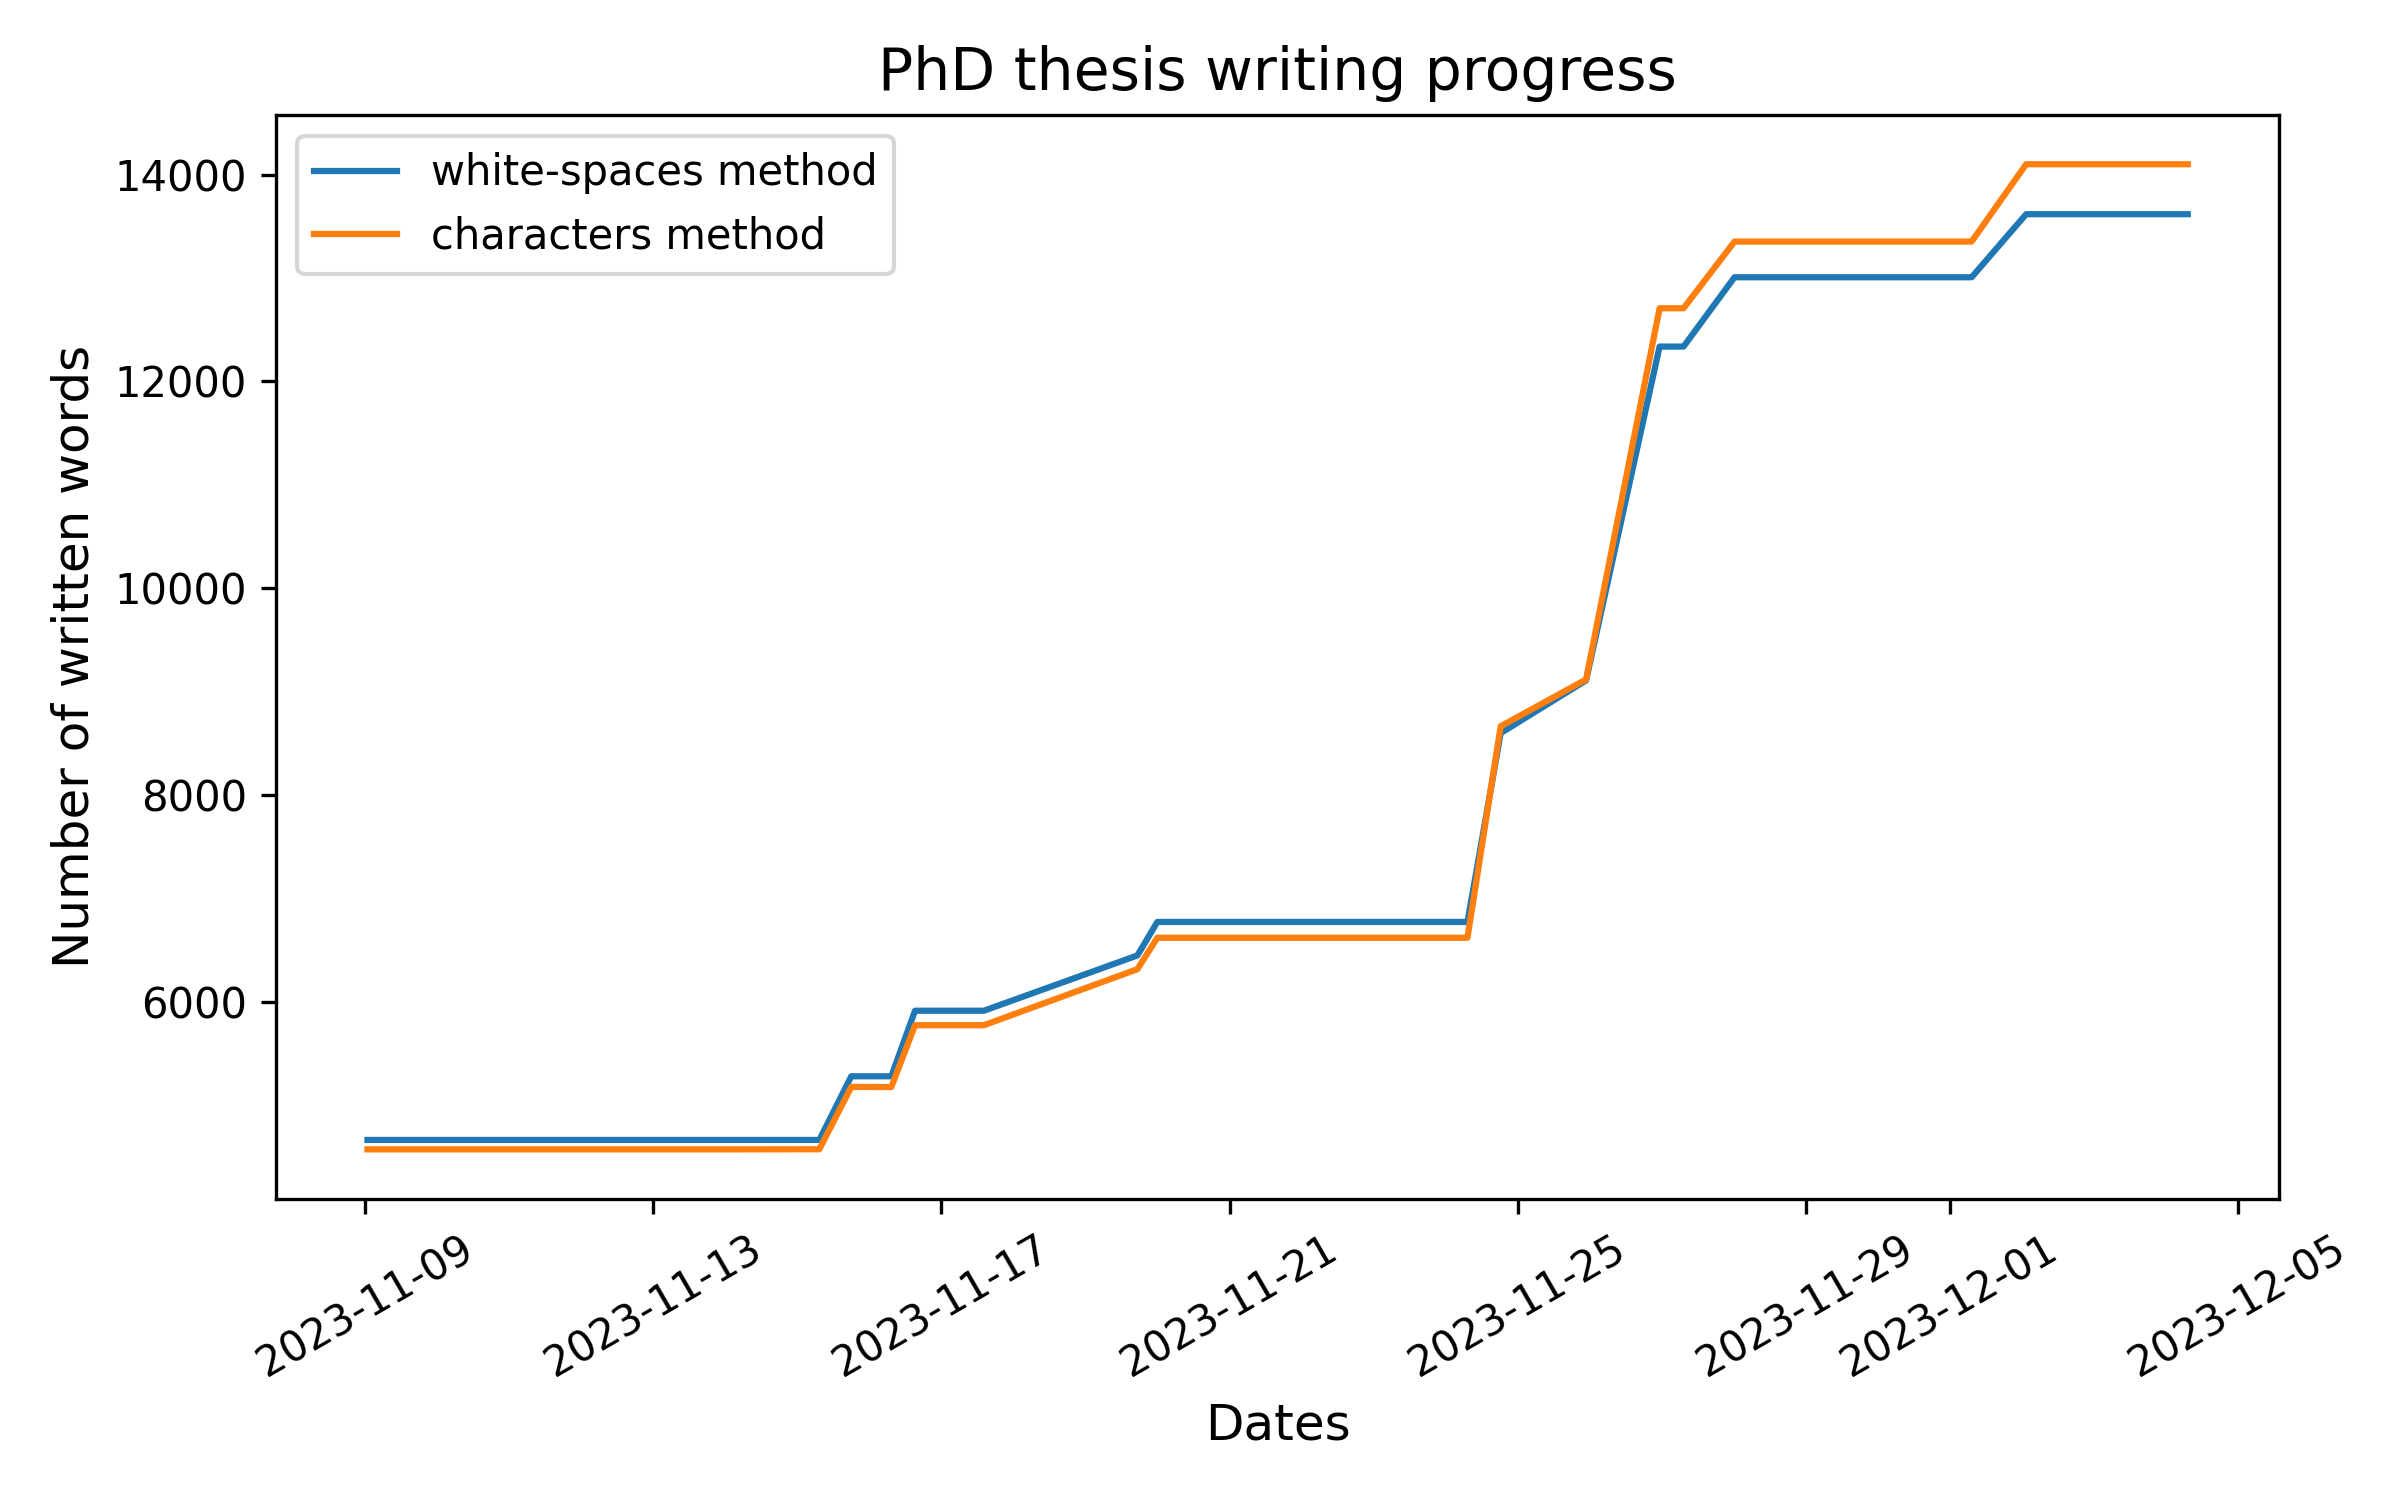 PhD thesis writing progress
white-spaces method
characters method
Number of written words
14000
12000
10000
8000
6000
2023-11-09
2023-11-13
2023-11-17
2023-11-21
2023-11-25
2023-11-29
2023-12-01
2023-12-05
Dates